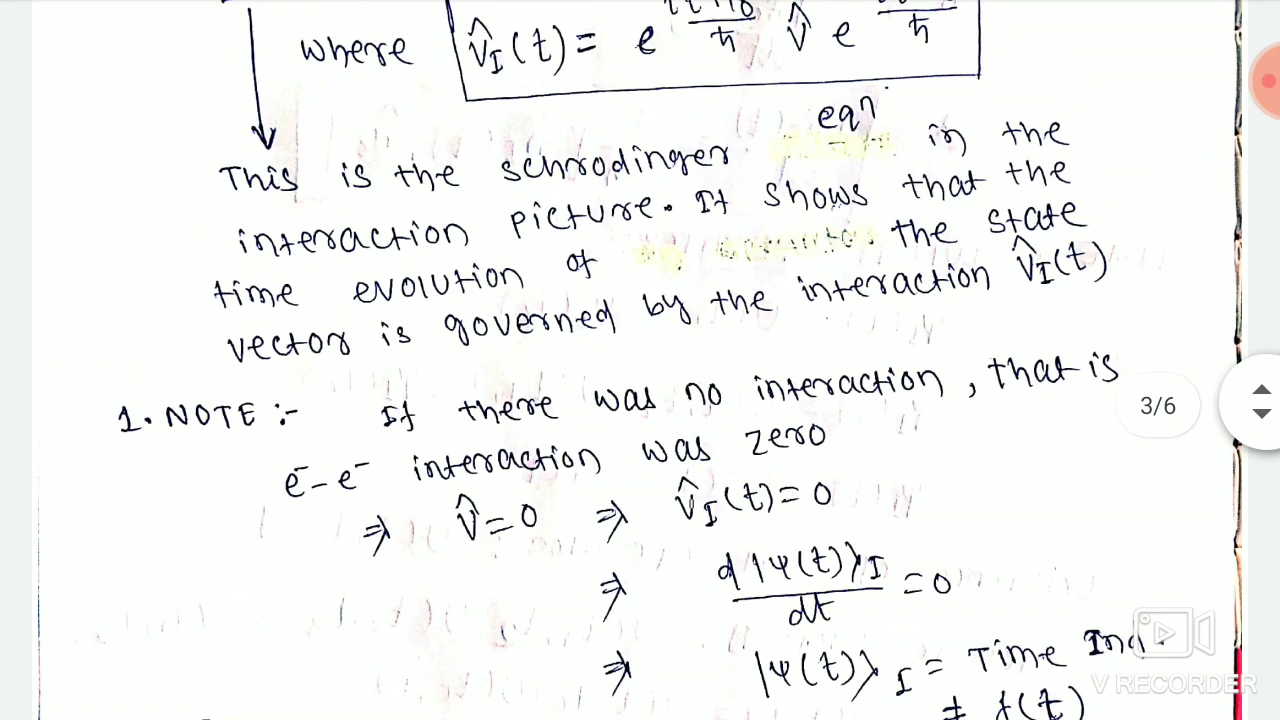 where V̂_I(t) = e ħ V̂ e ħ
This is the schrodinger eqn in the
interaction picture. It shows that the
time evolution of the state
vector is governed by the interaction V̂_I(t)
1. NOTE :- If there was no interaction, that is
e⁻-e⁻ interaction was zero
⇒ V̂=0 ⇒ V̂_I(t)=0
⇒ d|ψ(t)⟩_I / dt = 0
⇒ |ψ(t)⟩_I = Time Ind.
≠ f(t)
3/6
V RECORDER